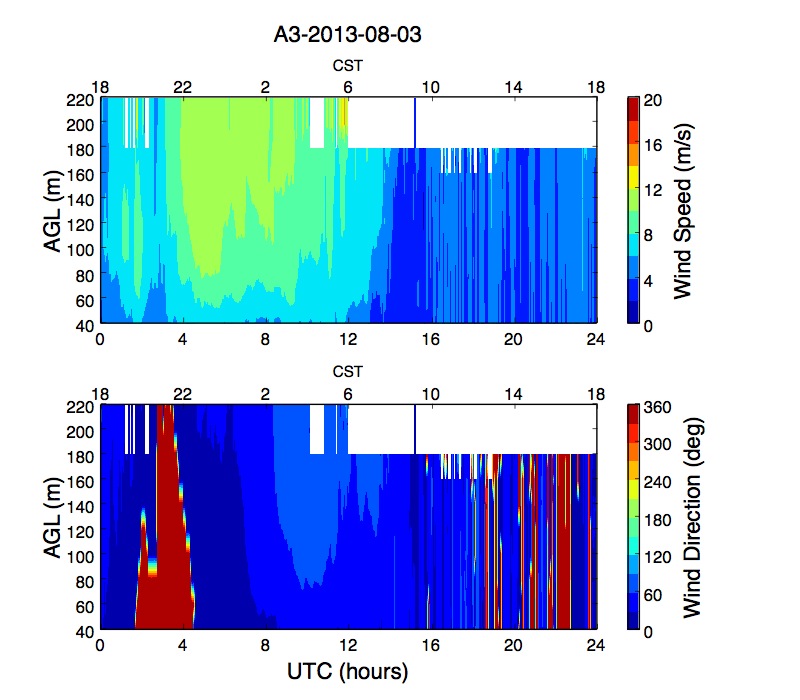 A3-2013-08-03
CST
18 22 2 6 10 14 18
220
200
180
160
140
120
100
80
60
40
AGL (m)
0 4 8 12 16 20 24
20
16
12
8
4
0
Wind Speed (m/s)
CST
18 22 2 6 10 14 18
220
200
180
160
140
120
100
80
60
40
AGL (m)
0 4 8 12 16 20 24
UTC (hours)
360
300
240
180
120
60
0
Wind Direction (deg)